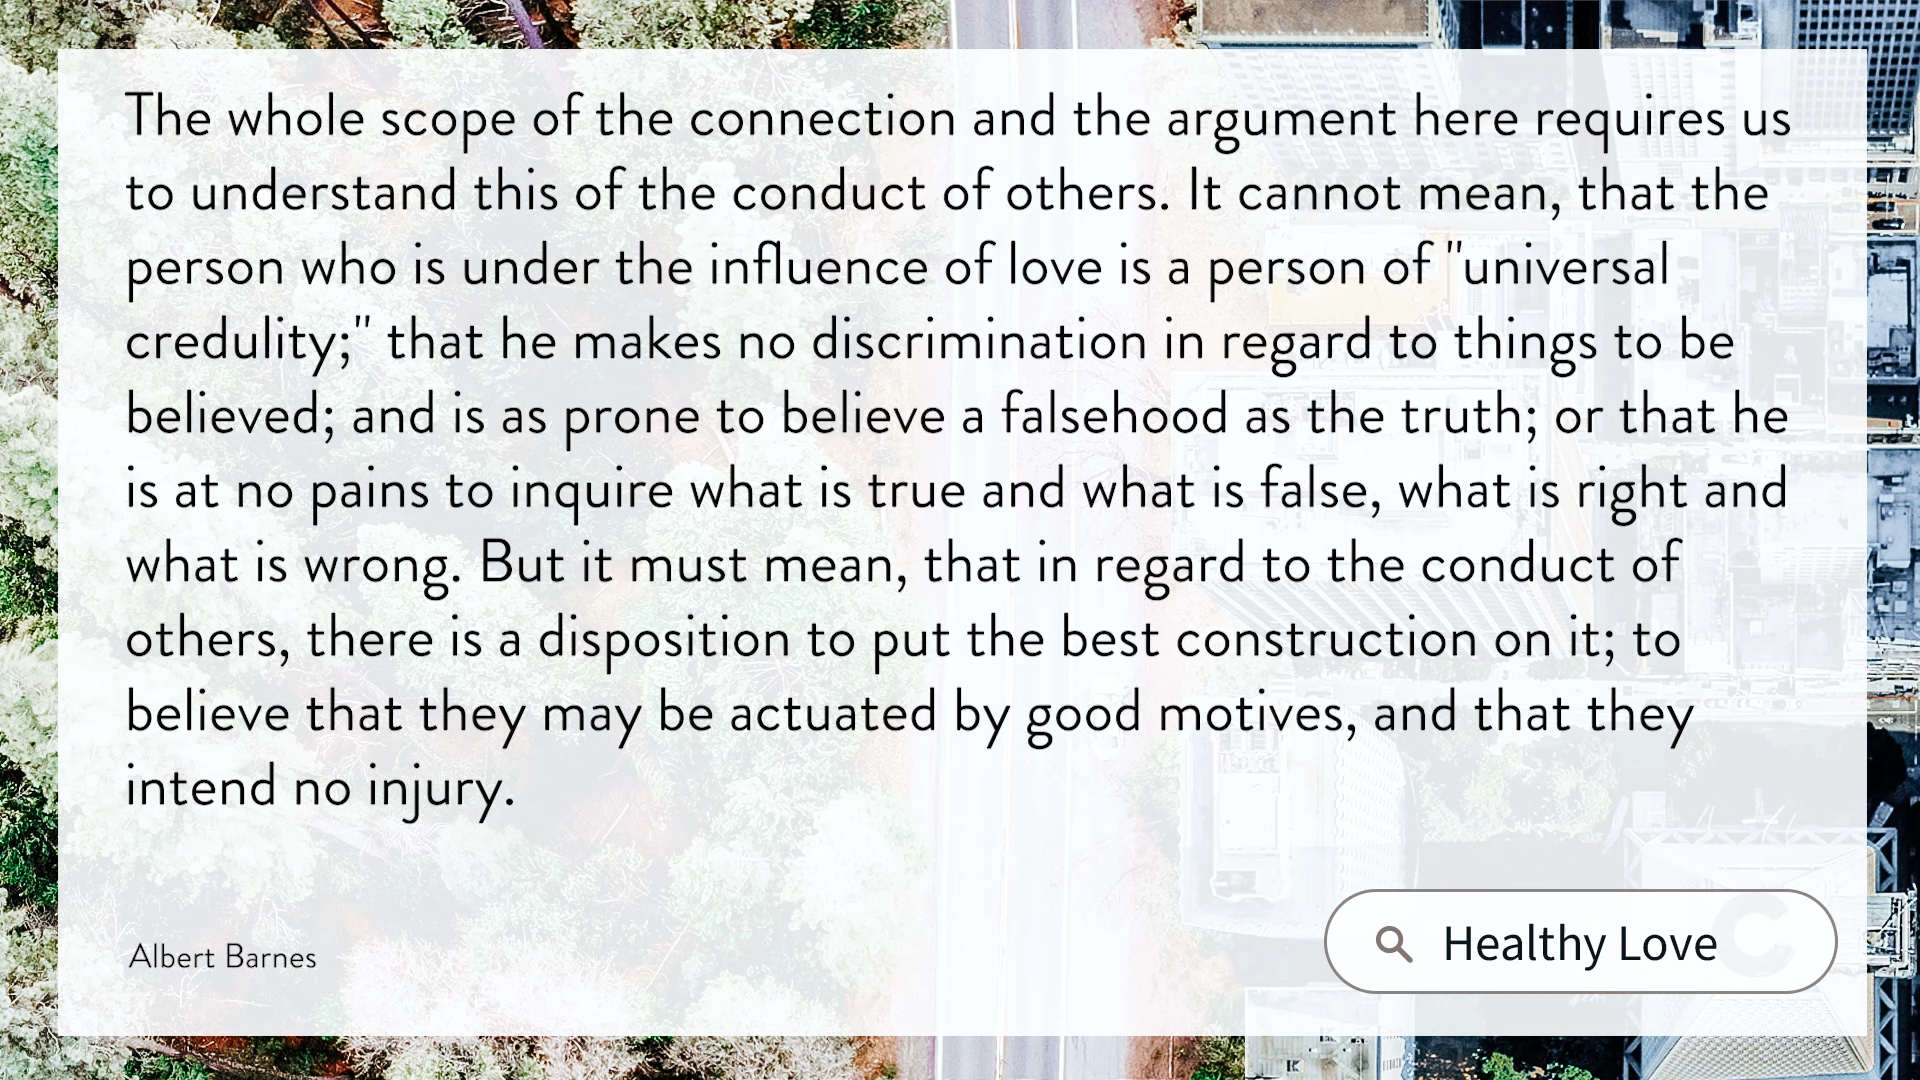 The whole scope of the connection and the argument here requires us
to understand this of the conduct of others. It cannot mean, that the
person who is under the influence of love is a person of "universal
credulity;" that he makes no discrimination in regard to things to be
believed; and is as prone to believe a falsehood as the truth; or that he
is at no pains to inquire what is true and what is false, what is right and
what is wrong. But it must mean, that in regard to the conduct of
others, there is a disposition to put the best construction on it; to
believe that they may be actuated by good motives, and that they
intend no injury.
Albert Barnes
Healthy Love